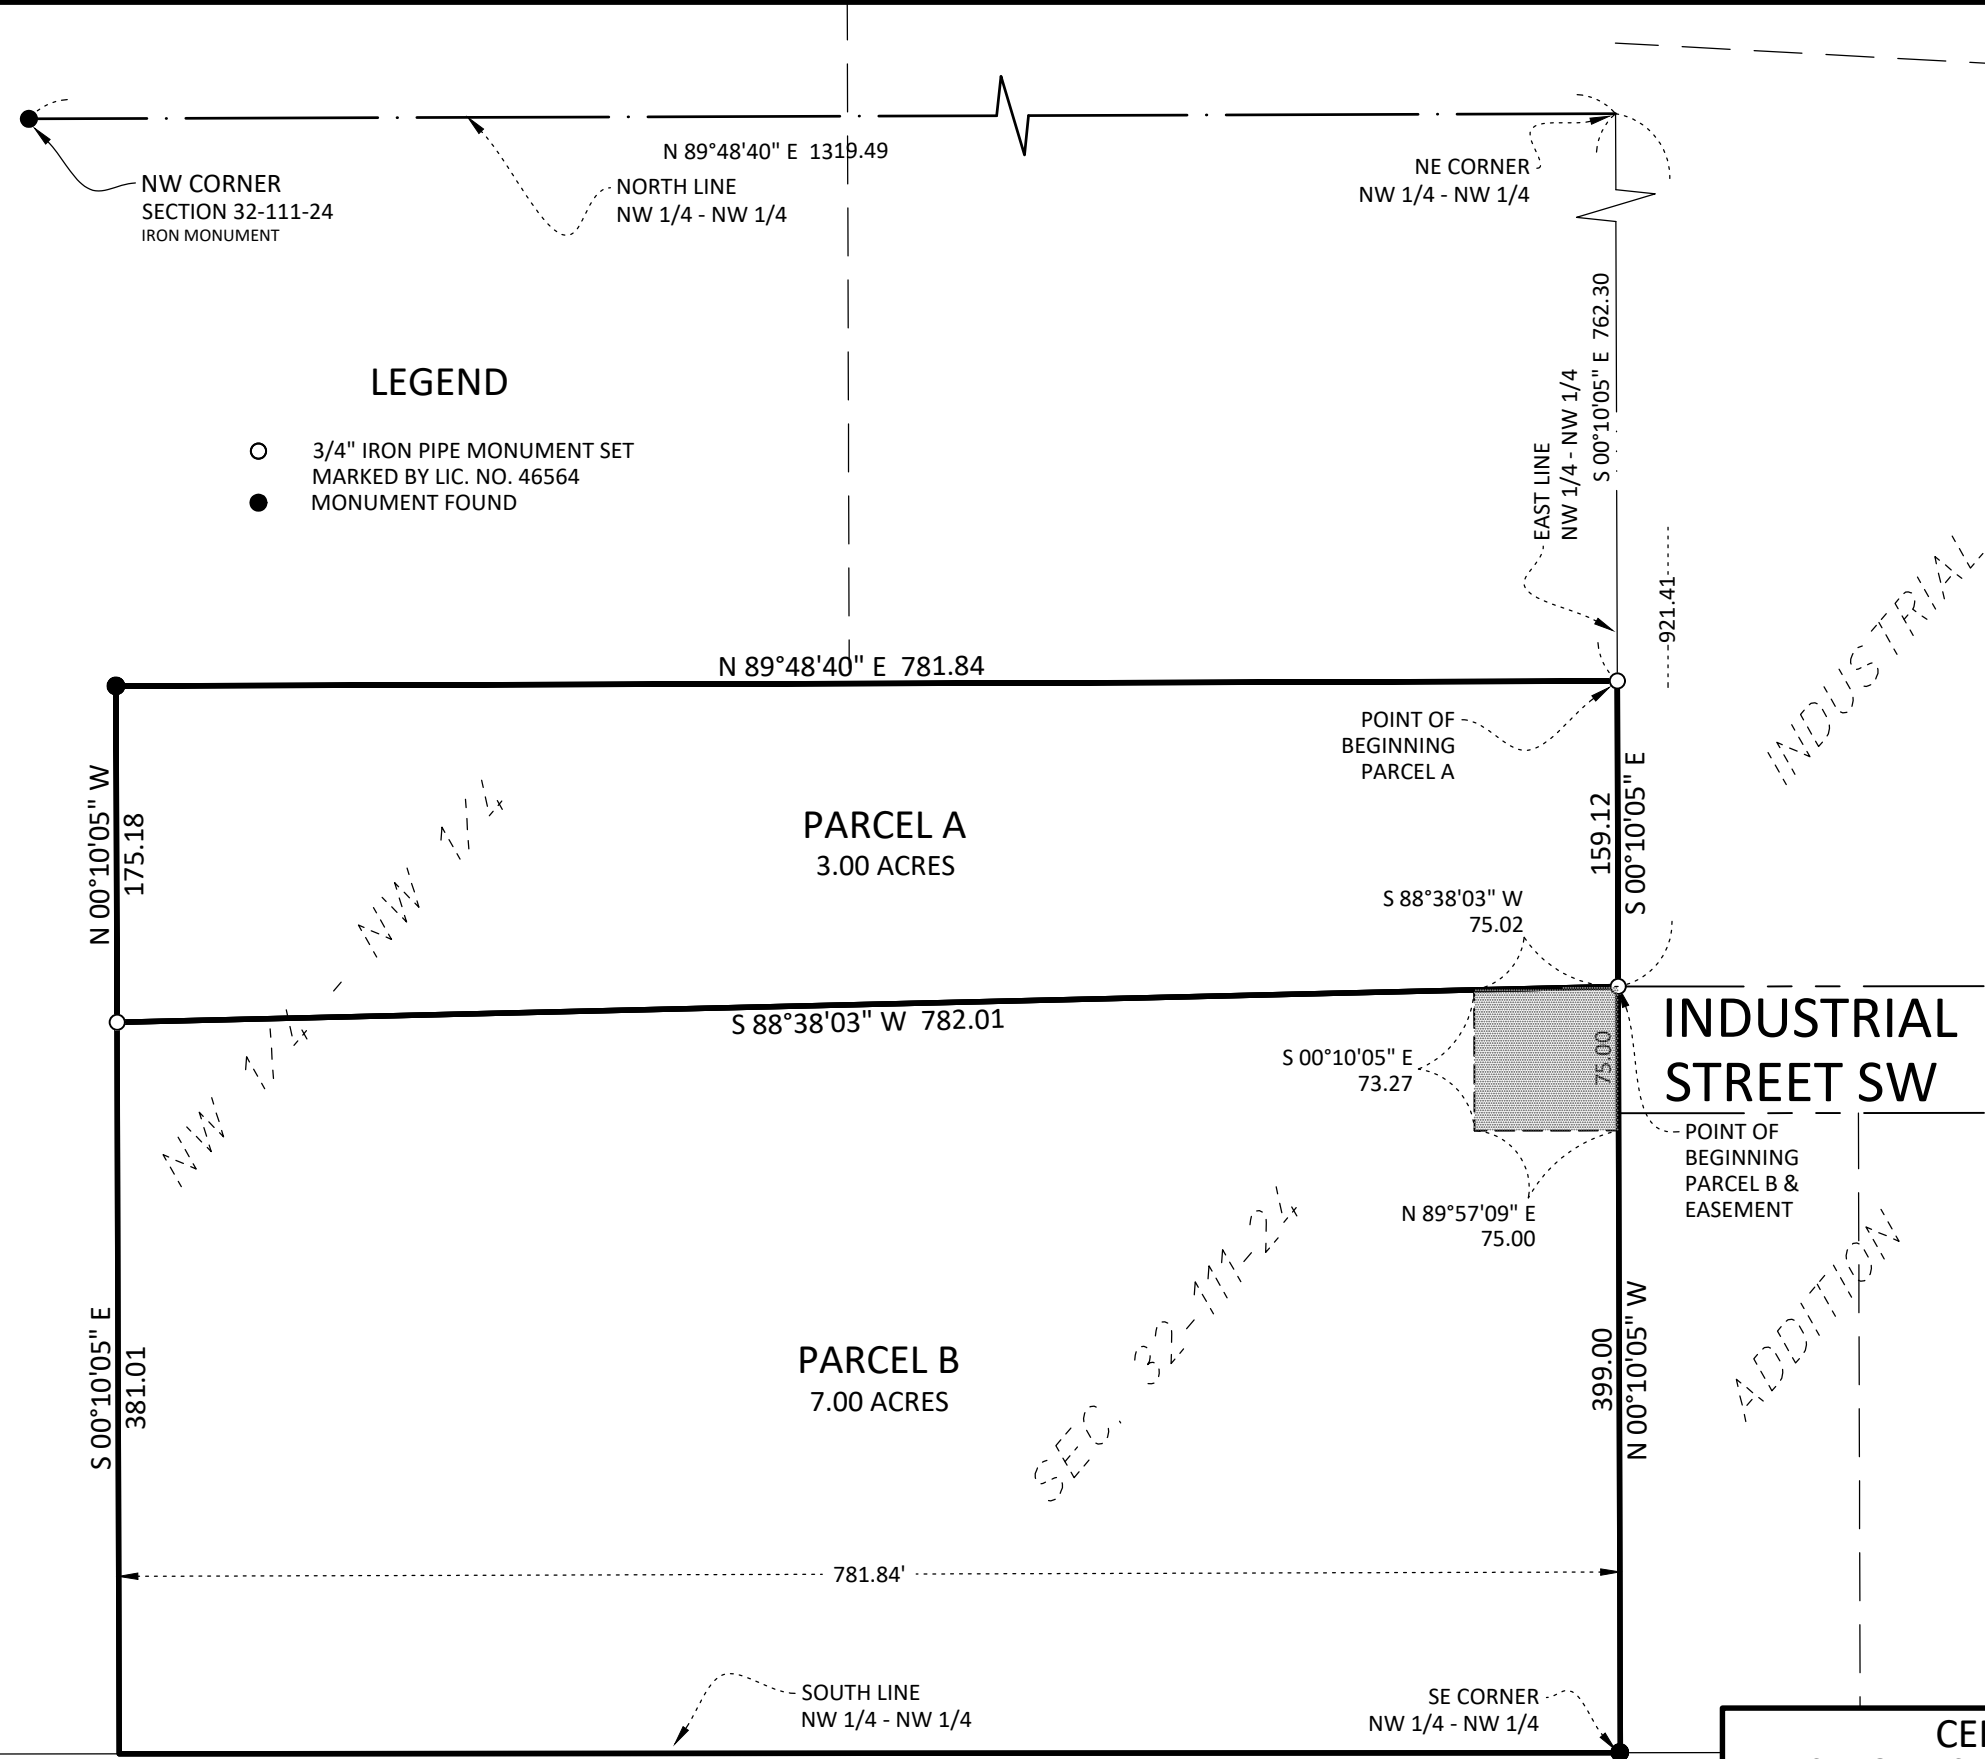 N 89°48'40" E 1319.49
NW CORNER
SECTION 32-111-24
IRON MONUMENT
NORTH LINE
NW 1/4 - NW 1/4
NE CORNER
NW 1/4 - NW 1/4
EAST LINE
NW 1/4 - NW 1/4
S 00°10'05" E 762.30
921.41
LEGEND
3/4" IRON PIPE MONUMENT SET
MARKED BY LIC. NO. 46564
MONUMENT FOUND
INDUSTRIAL
N 89°48'40" E 781.84
POINT OF
BEGINNING
PARCEL A
N 00°10'05" W
175.18
NW 1/4 - NW 1/4
PARCEL A
3.00 ACRES
159.12
S 00°10'05" E
S 88°38'03" W
75.02
S 88°38'03" W 782.01
S 00°10'05" E
73.27
75.00
INDUSTRIAL
STREET SW
POINT OF
BEGINNING
PARCEL B &
EASEMENT
N 89°57'09" E
75.00
SEC. 32-111-24
ADDITION
S 00°10'05" E
381.01
PARCEL B
7.00 ACRES
399.00
N 00°10'05" W
781.84'
SOUTH LINE
NW 1/4 - NW 1/4
SE CORNER
NW 1/4 - NW 1/4